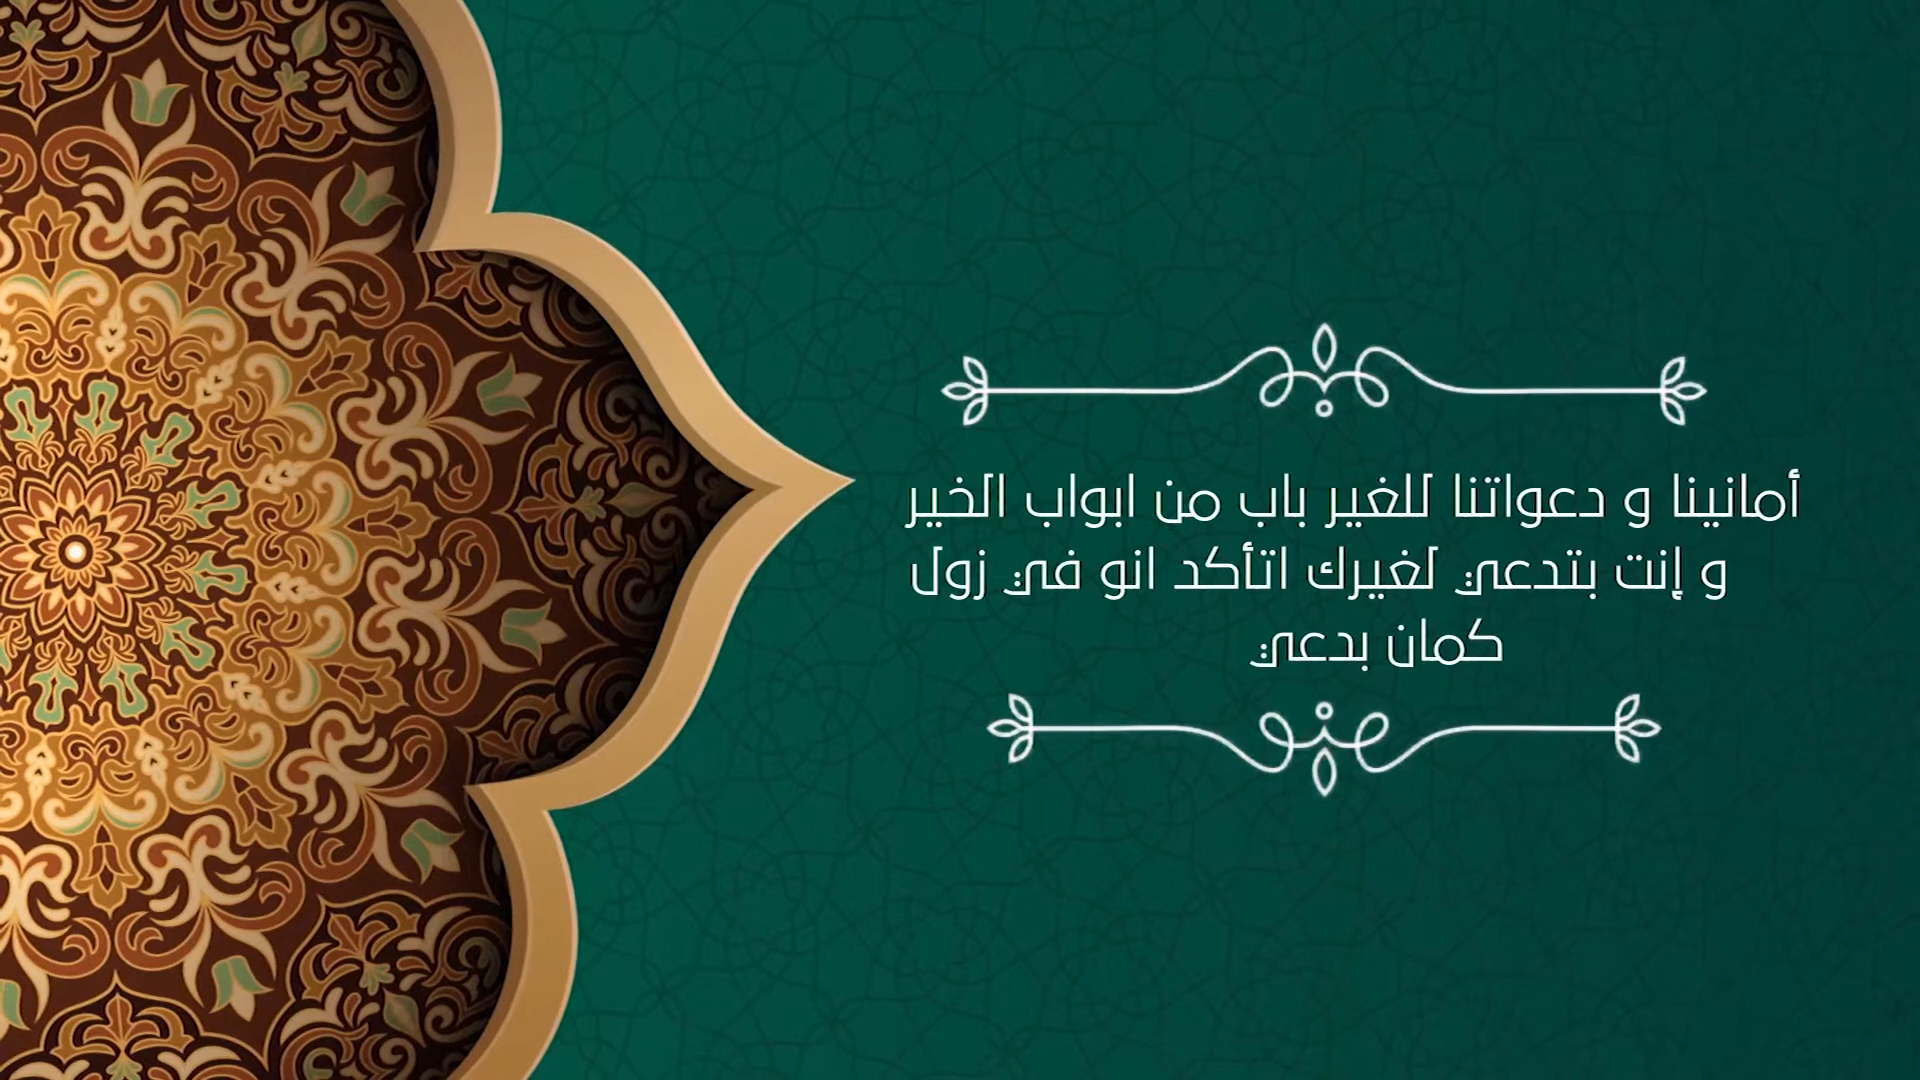 أمانينا و دعواتنا للغير باب من ابواب الخير
و إنت بتدعي لغيرك اتأكد انو في زول
كمان بدعي